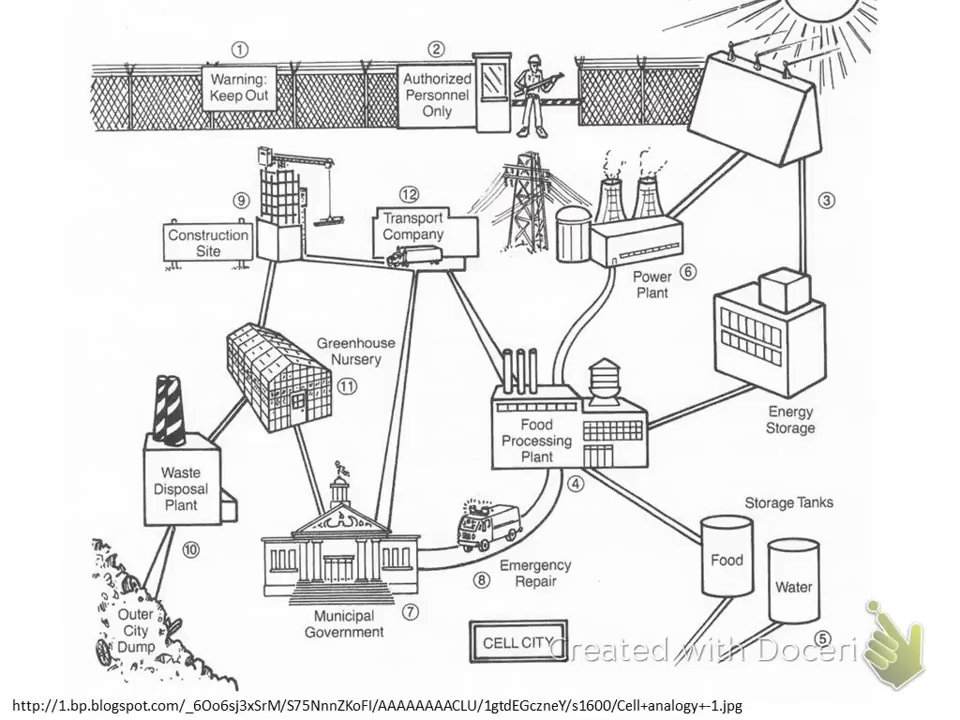 ①
②
Warning:
Keep Out
Authorized
Personnel
Only
③
⑨
⑫
Construction
Site
Transport
Company
Power
Plant
⑥
Greenhouse
Nursery
⑪
Energy
Storage
Food
Processing
Plant
④
Waste
Disposal
Plant
⑩
Storage Tanks
Food
Water
⑤
⑧
Emergency
Repair
Municipal
Government
⑦
Outer
City
Dump
CELL CITY
Created with Doceri
http://1.bp.blogspot.com/_6Oo6sj3xSrM/S75NnnZKoFI/AAAAAAAACLU/1gtdEGczneY/s1600/Cell+analogy+-1.jpg